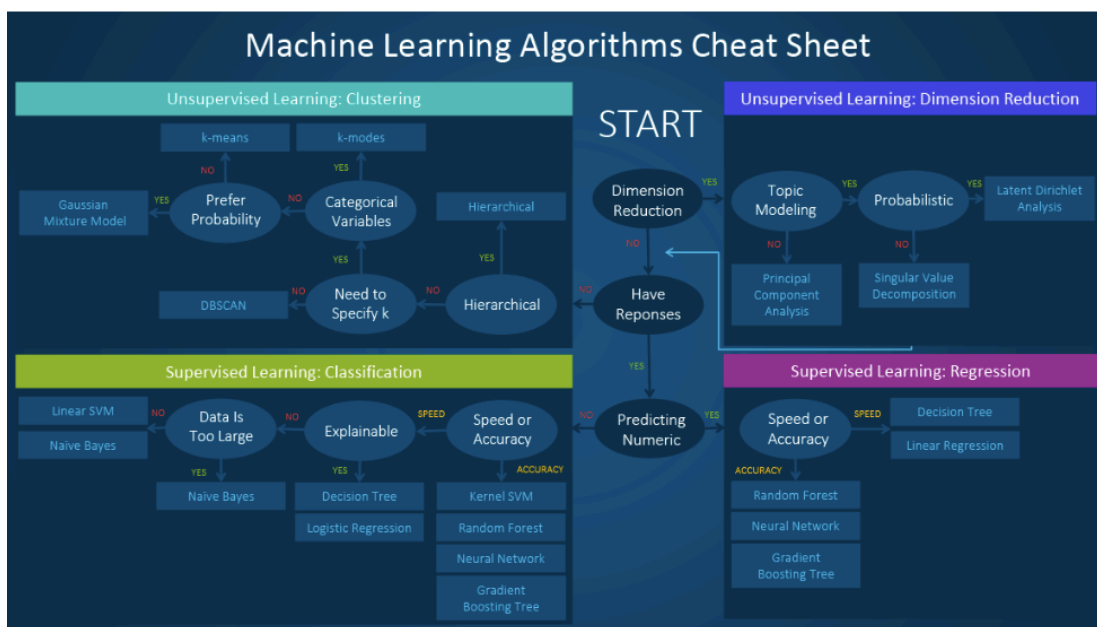 Machine Learning Algorithms Cheat Sheet
Unsupervised Learning: Clustering
k-means
k-modes
NO
YES
Gaussian
Mixture Model
YES
Prefer
Probability
NO
Categorical
Variables
Hierarchical
YES
YES
DBSCAN
NO
Need to
Specify k
NO
Hierarchical
START
Dimension
Reduction
YES
NO
NO
Have
Reponses
YES
NO
Predicting
Numeric
YES
Unsupervised Learning: Dimension Reduction
Topic
Modeling
YES
Probabilistic
YES
Latent Dirichlet
Analysis
NO
NO
Principal
Component
Analysis
Singular Value
Decomposition
Supervised Learning: Classification
Linear SVM
Naïve Bayes
NO
Data Is
Too Large
NO
Explainable
SPEED
Speed or
Accuracy
YES
YES
ACCURACY
Naïve Bayes
Decision Tree
Logistic Regression
Kernel SVM
Random Forest
Neural Network
Gradient
Boosting Tree
Supervised Learning: Regression
Speed or
Accuracy
SPEED
Decision Tree
Linear Regression
ACCURACY
Random Forest
Neural Network
Gradient
Boosting Tree